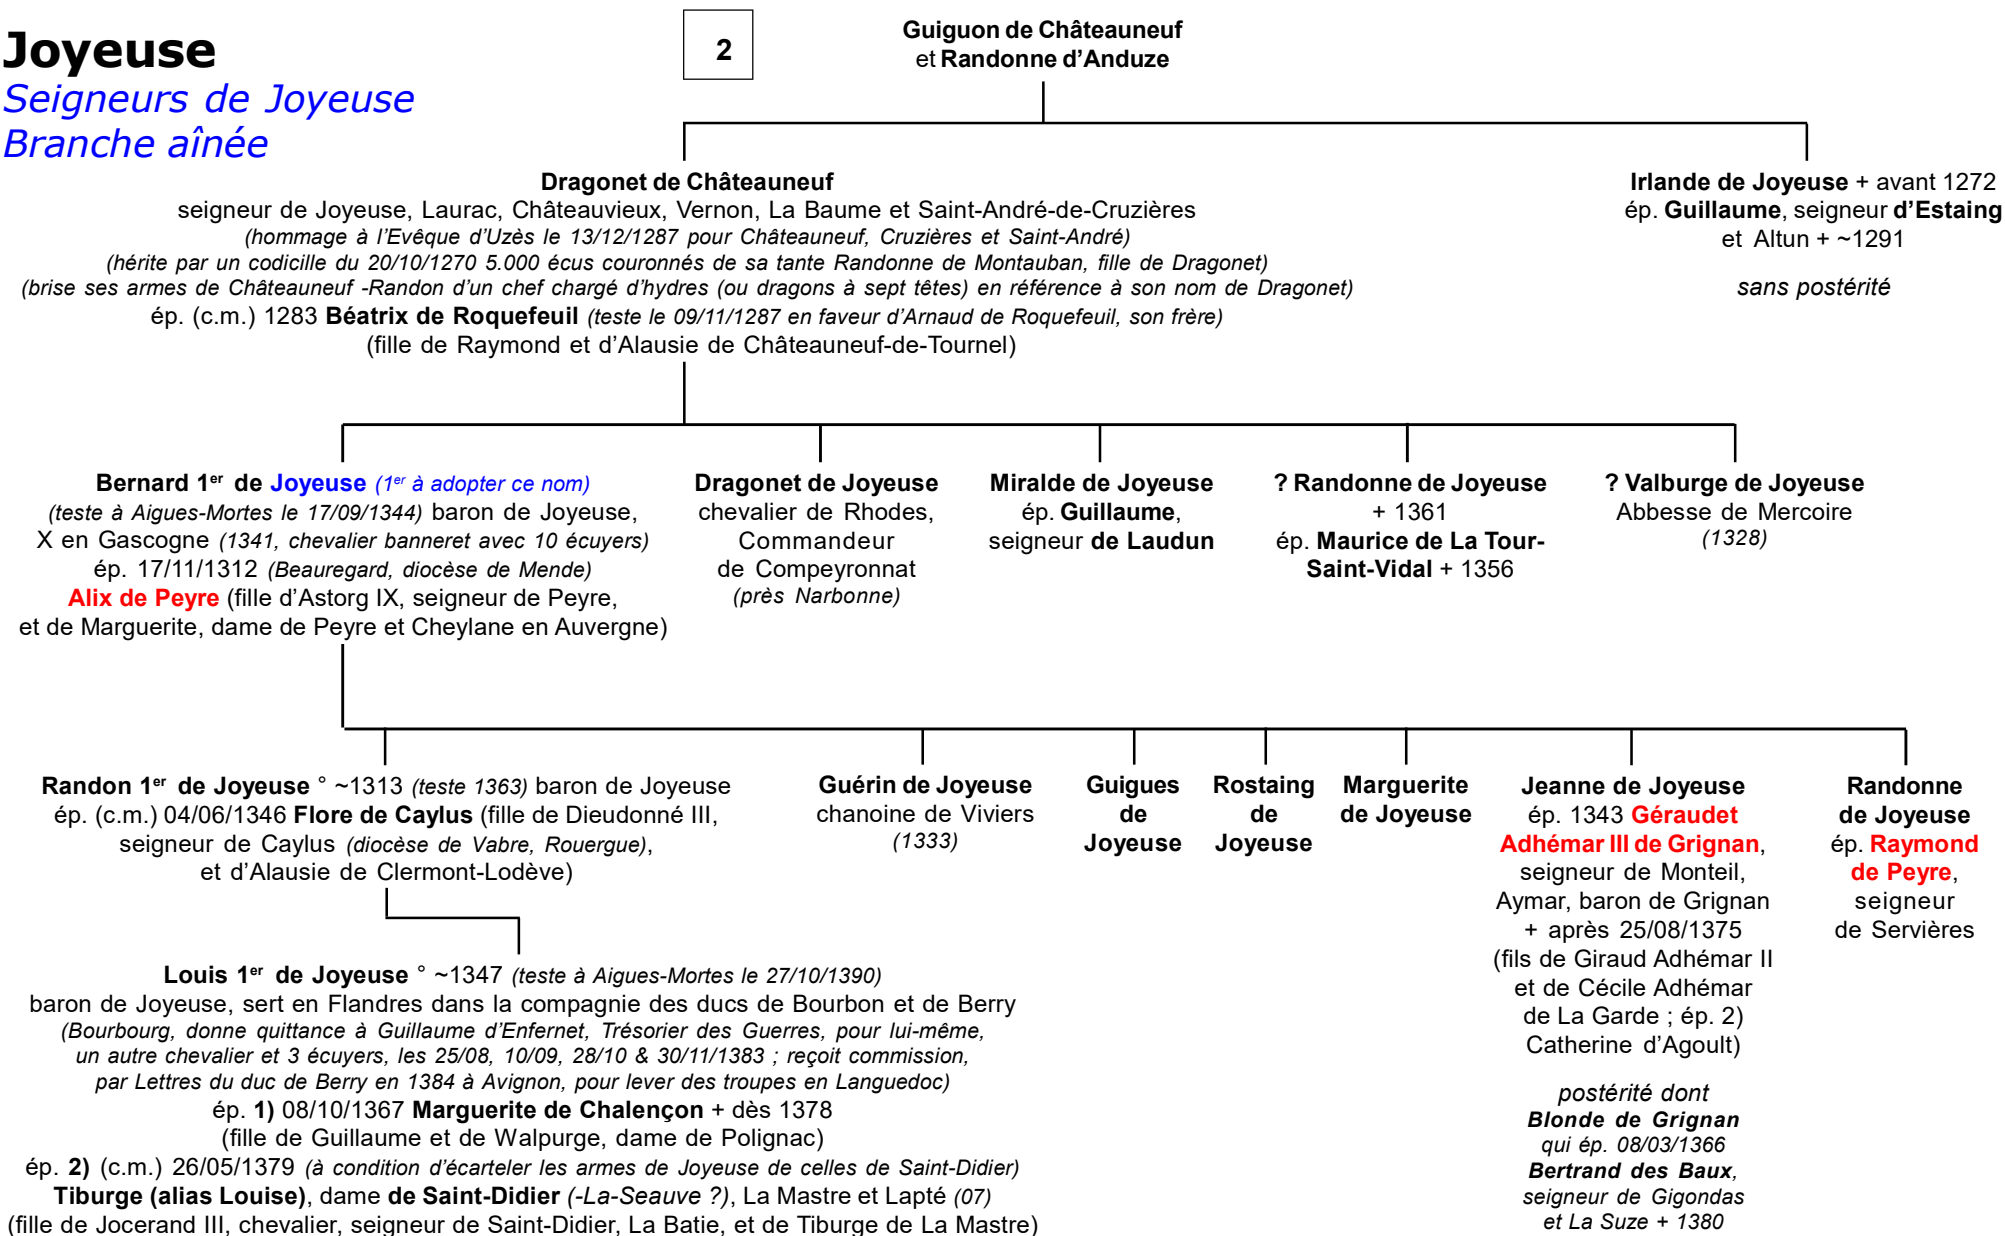 Joyeuse
Seigneurs de Joyeuse
Branche aînée
2
Guiguon de Châteauneuf
et Randonne d’Anduze
Dragonet de Châteauneuf
seigneur de Joyeuse, Laurac, Châteauvieux, Vernon, La Baume et Saint-André-de-Cruzières
(hommage à l’Evêque d’Uzès le 13/12/1287 pour Châteauneuf, Cruzières et Saint-André)
(hérite par un codicille du 20/10/1270 5.000 écus couronnés de sa tante Randonne de Montauban, fille de Dragonet)
(brise ses armes de Châteauneuf -Randon d’un chef chargé d’hydres (ou dragons à sept têtes) en référence à son nom de Dragonet)
ép. (c.m.) 1283 Béatrix de Roquefeuil (teste le 09/11/1287 en faveur d’Arnaud de Roquefeuil, son frère)
(fille de Raymond et d’Alausie de Châteauneuf-de-Tournel)
Irlande de Joyeuse + avant 1272
ép. Guillaume, seigneur d’Estaing
et Altun + ~1291
sans postérité
Bernard 1er de Joyeuse (1er à adopter ce nom)
(teste à Aigues-Mortes le 17/09/1344) baron de Joyeuse,
X en Gascogne (1341, chevalier banneret avec 10 écuyers)
ép. 17/11/1312 (Beauregard, diocèse de Mende)
Alix de Peyre (fille d’Astorg IX, seigneur de Peyre,
et de Marguerite, dame de Peyre et Cheylane en Auvergne)
Dragonet de Joyeuse
chevalier de Rhodes,
Commandeur
de Compeyronnat
(près Narbonne)
Miralde de Joyeuse
ép. Guillaume,
seigneur de Laudun
? Randonne de Joyeuse
+ 1361
ép. Maurice de La Tour-
Saint-Vidal + 1356
? Valburge de Joyeuse
Abbesse de Mercoire
(1328)
Randon 1er de Joyeuse ° ~1313 (teste 1363) baron de Joyeuse
ép. (c.m.) 04/06/1346 Flore de Caylus (fille de Dieudonné III,
seigneur de Caylus (diocèse de Vabre, Rouergue),
et d’Alausie de Clermont-Lodève)
Guérin de Joyeuse
chanoine de Viviers
(1333)
Guigues
de
Joyeuse
Rostaing
de
Joyeuse
Marguerite
de Joyeuse
Jeanne de Joyeuse
ép. 1343 Géraudet
Adhémar III de Grignan,
seigneur de Monteil,
Aymar, baron de Grignan
+ après 25/08/1375
(fils de Giraud Adhémar II
et de Cécile Adhémar
de La Garde ; ép. 2)
Catherine d’Agoult)
postérité dont
Blonde de Grignan
qui ép. 08/03/1366
Bertrand des Baux,
seigneur de Gigondas
et La Suze + 1380
Randonne
de Joyeuse
ép. Raymond
de Peyre,
seigneur
de Servières
Louis 1er de Joyeuse ° ~1347 (teste à Aigues-Mortes le 27/10/1390)
baron de Joyeuse, sert en Flandres dans la compagnie des ducs de Bourbon et de Berry
(Bourbourg, donne quittance à Guillaume d’Enfernet, Trésorier des Guerres, pour lui-même,
un autre chevalier et 3 écuyers, les 25/08, 10/09, 28/10 & 30/11/1383 ; reçoit commission,
par Lettres du duc de Berry en 1384 à Avignon, pour lever des troupes en Languedoc)
ép. 1) 08/10/1367 Marguerite de Chalençon + dès 1378
(fille de Guillaume et de Walpurge, dame de Polignac)
ép. 2) (c.m.) 26/05/1379 (à condition d’écarteler les armes de Joyeuse de celles de Saint-Didier)
Tiburge (alias Louise), dame de Saint-Didier (-La-Seauve ?), La Mastre et Lapté (07)
(fille de Jocerand III, chevalier, seigneur de Saint-Didier, La Batie, et de Tiburge de La Mastre)